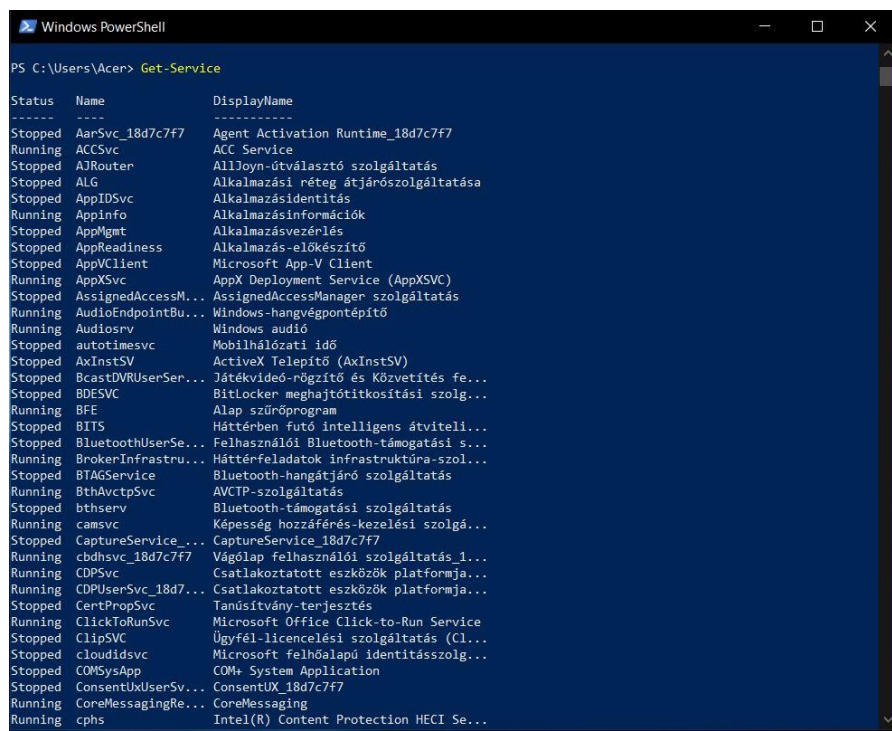 Windows PowerShell
PS C:\Users\Acer> Get-Service
Status Name DisplayName
------ ---- -----------
Stopped AarSvc_18d7c7f7 Agent Activation Runtime_18d7c7f7
Running ACCSvc ACC Service
Stopped AJRouter AllJoyn-útválasztó szolgáltatás
Stopped ALG Alkalmazási réteg átjárószolgáltatása
Stopped AppIDSvc Alkalmazásidentitás
Running Appinfo Alkalmazásinformációk
Stopped AppMgmt Alkalmazásvezérlés
Stopped AppReadiness Alkalmazás-előkészítő
Stopped AppVClient Microsoft App-V Client
Running AppXSvc AppX Deployment Service (AppXSVC)
Stopped AssignedAccessM... AssignedAccessManager szolgáltatás
Running AudioEndpointBu... Windows-hangvégpontépítő
Running Audiosrv Windows audió
Stopped autotimesvc Mobilhálózati idő
Stopped AxInstSV ActiveX Telepítő (AxInstSV)
Stopped BcastDVRUserSer... Játékvideó-rögzítő és Közvetítés fe...
Stopped BDESVC BitLocker meghajtótitkosítási szolg...
Running BFE Alap szűrőprogram
Stopped BITS Háttérben futó intelligens átviteli...
Stopped BluetoothUserSe... Felhasználói Bluetooth-támogatási s...
Running BrokerInfrastru... Háttérfeladatok infrastruktúra-szol...
Stopped BTAGService Bluetooth-hangátjáró szolgáltatás
Running BthAvctpSvc AVCTP-szolgáltatás
Stopped bthserv Bluetooth-támogatási szolgáltatás
Running camsvc Képesség hozzáférés-kezelési szolgá...
Stopped CaptureService_... CaptureService_18d7c7f7
Running cbdhsvc_18d7c7f7 Vágólap felhasználói szolgáltatás_1...
Running CDPSvc Csatlakoztatott eszközök platformja...
Running CDPUserSvc_18d7... Csatlakoztatott eszközök platformja...
Stopped CertPropSvc Tanúsítvány-terjesztés
Running ClickToRunSvc Microsoft Office Click-to-Run Service
Stopped ClipSVC Ügyfél-licencelési szolgáltatás (Cl...
Stopped cloudidsvc Microsoft felhőalapú identitásszolg...
Stopped COMSysApp COM+ System Application
Stopped ConsentUxUserSv... ConsentUX_18d7c7f7
Running CoreMessagingRe... CoreMessaging
Running cphs Intel(R) Content Protection HECI Se...